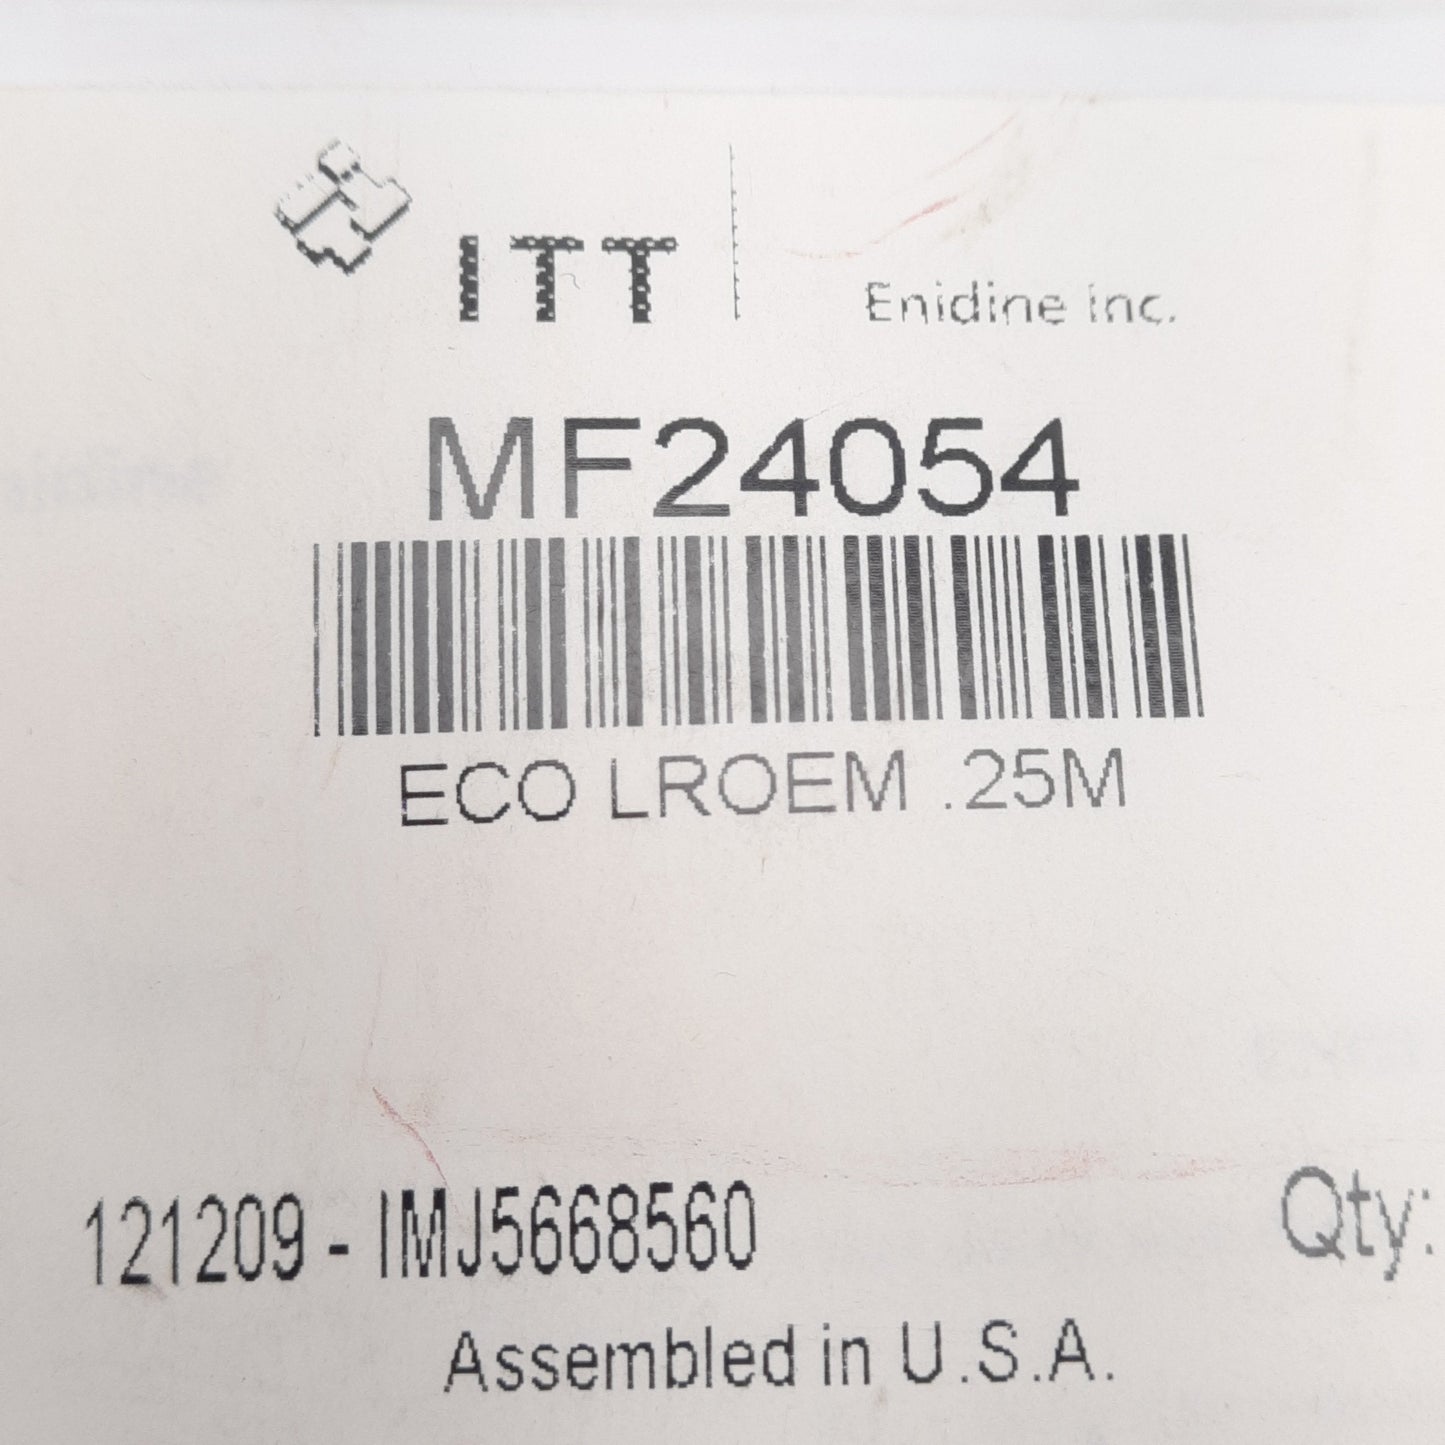 ITT
Enidine Inc.
MF24054
ECO LROEM .25M
121209 - IMJ5668560
Qty:
Assembled in U.S.A.